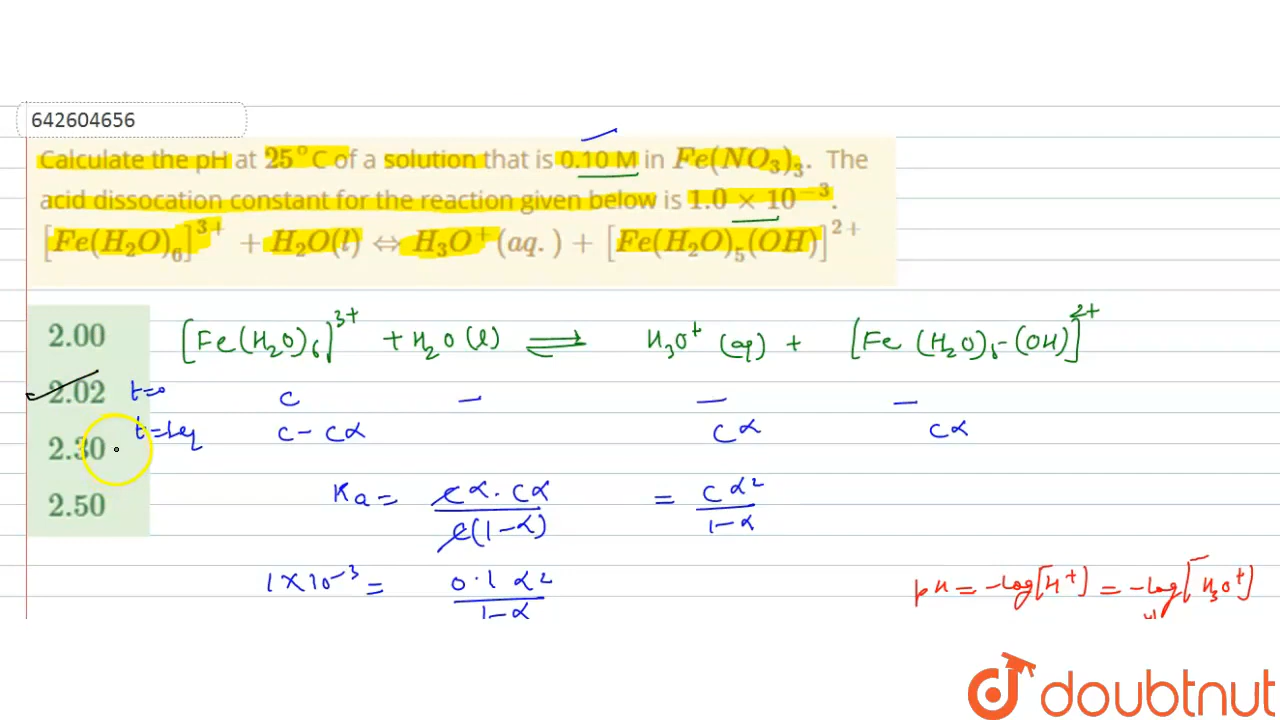 642604656
Calculate the pH at 25°C of a solution that is 0.10 M in Fe(NO₃)₃. The
acid dissocation constant for the reaction given below is 1.0 × 10⁻³.
[Fe(H₂O)₆]³⁺ + H₂O(l) ⇔ H₃O⁺(aq.) + [Fe(H₂O)₅(OH)]²⁺
2.00
[Fe(H₂O)₆]³⁺ + H₂O(l) ⇌ H₃O⁺ (aq) + [Fe (H₂O)₅-(OH)]²⁺
2.02 t=0 C — — —
2.30 t=teq C - Cα Cα Cα
2.50
Ka = Cα·Cα / C(1-α) = Cα² / 1-α
1×10⁻³ = 0.1 α² / 1-α
pH = -log[H⁺] = -log[H₃O⁺]
doubtnut